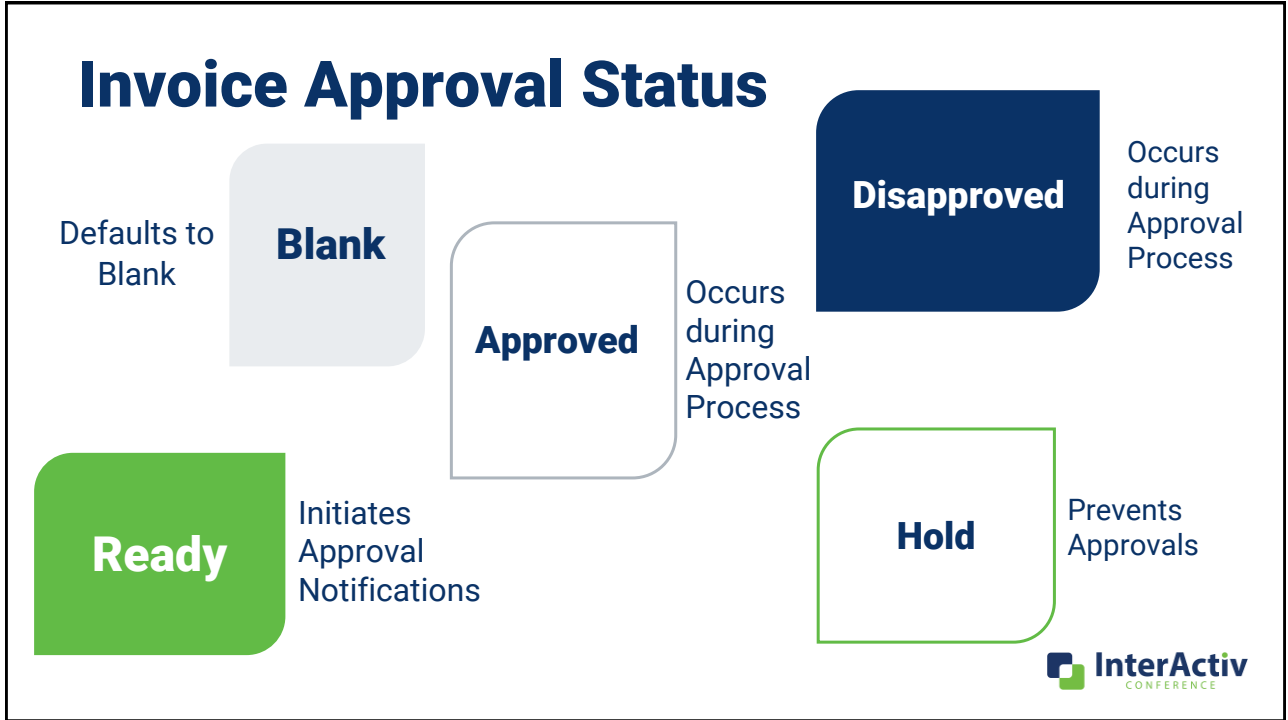 Invoice Approval Status
Defaults to
Blank
Blank
Approved
Occurs
during
Approval
Process
Disapproved
Occurs
during
Approval
Process
Ready
Initiates
Approval
Notifications
Hold
Prevents
Approvals
InterActiv
CONFERENCE